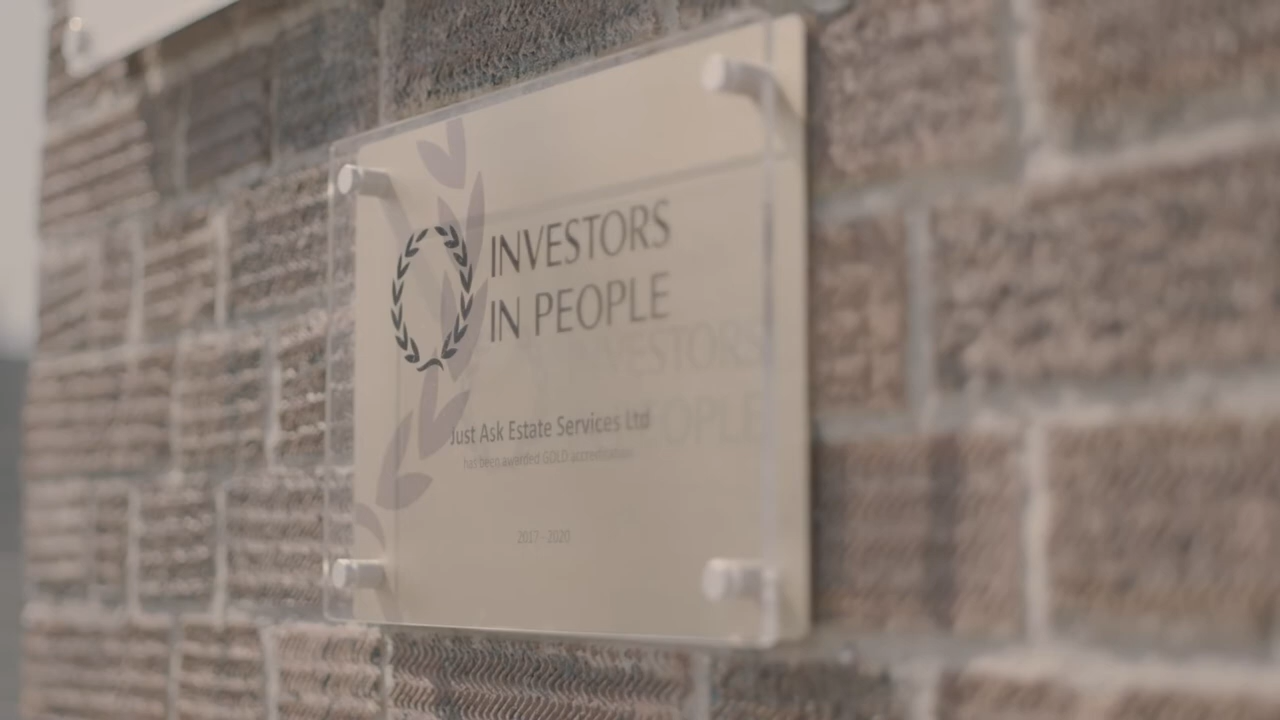 INVESTORS
IN PEOPLE
Just Ask Estate Services Ltd
has been awarded GOLD accreditation
2017 - 2020